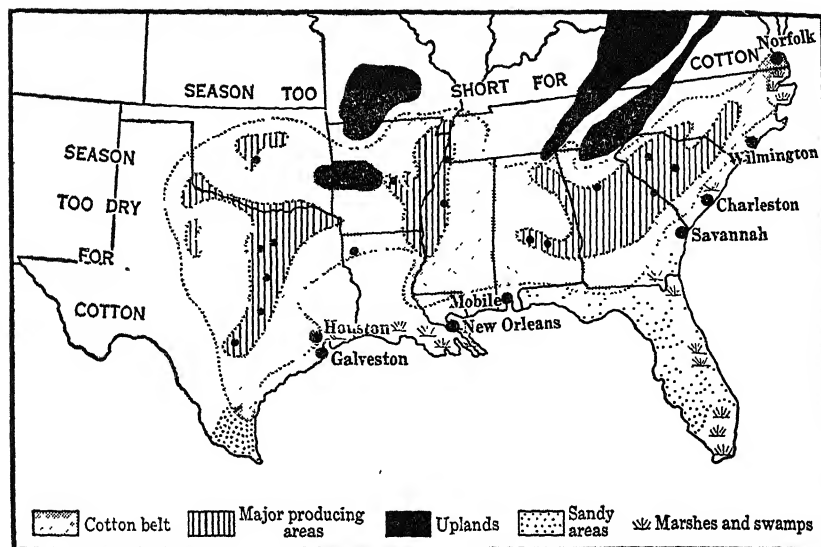 Norfolk
SEASON TOO SHORT FOR COTTON
SEASON
TOO DRY
FOR
COTTON
Wilmington
Charleston
Savannah
Mobile
New Orleans
Houston
Galveston
Cotton belt
Major producing
areas
Uplands
Sandy
areas
Marshes and swamps